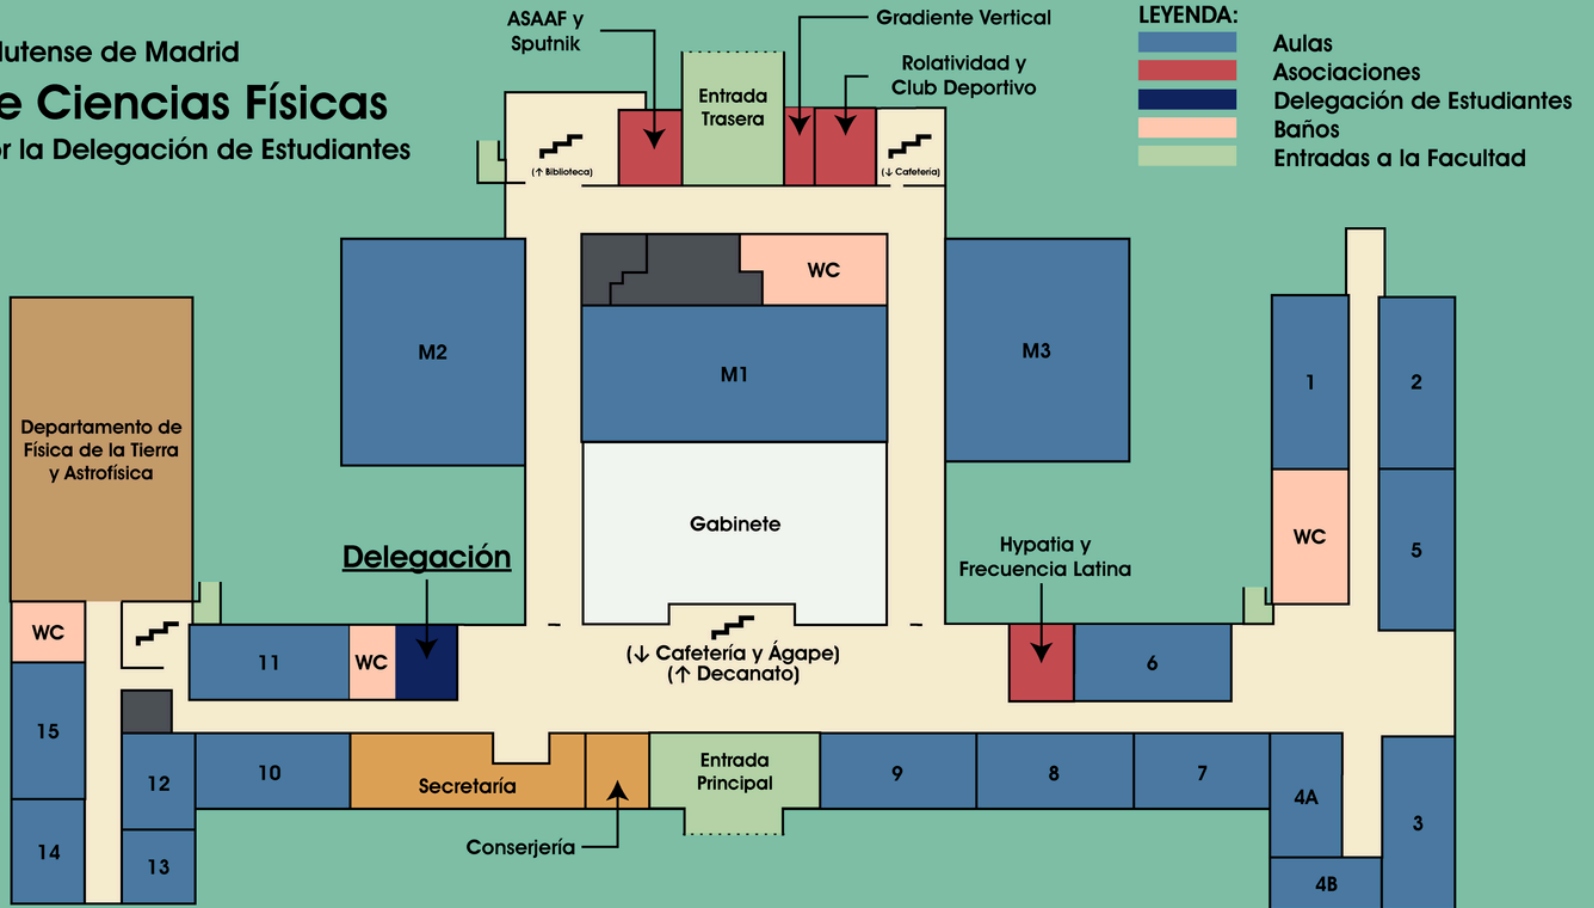 lutense de Madrid
e Ciencias Físicas
r la Delegación de Estudiantes
ASAAF y
Sputnik
Entrada
Trasera
Gradiente Vertical
Rolatividad y
Club Deportivo
LEYENDA:
Aulas
Asociaciones
Delegación de Estudiantes
Baños
Entradas a la Facultad
(↑ Biblioteca)
(↓ Cafetería)
WC
M2
M1
M3
1
2
Departamento de
Física de la Tierra
y Astrofísica
Gabinete
WC
5
Delegación
Hypatia y
Frecuencia Latina
WC
11
WC
(↓ Cafetería y Ágape)
(↑ Decanato)
6
15
12
10
Secretaría
Entrada
Principal
9
8
7
4A
3
14
13
Conserjería
4B